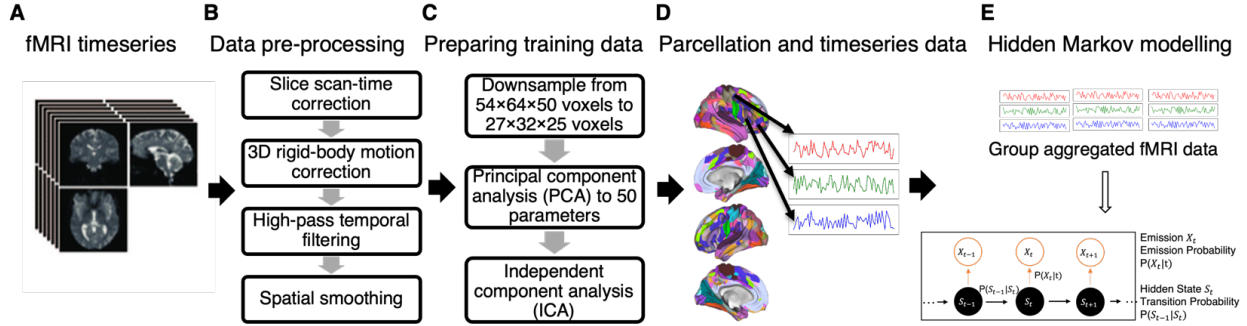 A
fMRI timeseries
B
Data pre-processing
Slice scan-time
correction
3D rigid-body motion
correction
High-pass temporal
filtering
Spatial smoothing
C
Preparing training data
Downsample from
54×64×50 voxels to
27×32×25 voxels
Principal component
analysis (PCA) to 50
parameters
Independent
component analysis
(ICA)
D
Parcellation and timeseries data
E
Hidden Markov modelling
Group aggregated fMRI data
X_{t-1}
X_t
X_{t+1}
P(X_t|t)
P(S_{t-1}|S_t)
S_{t-1}
S_t
S_{t+1}
Emission X_t
Emission Probability
P(X_t|t)
Hidden State S_t
Transition Probability
P(S_{t-1}|S_t)